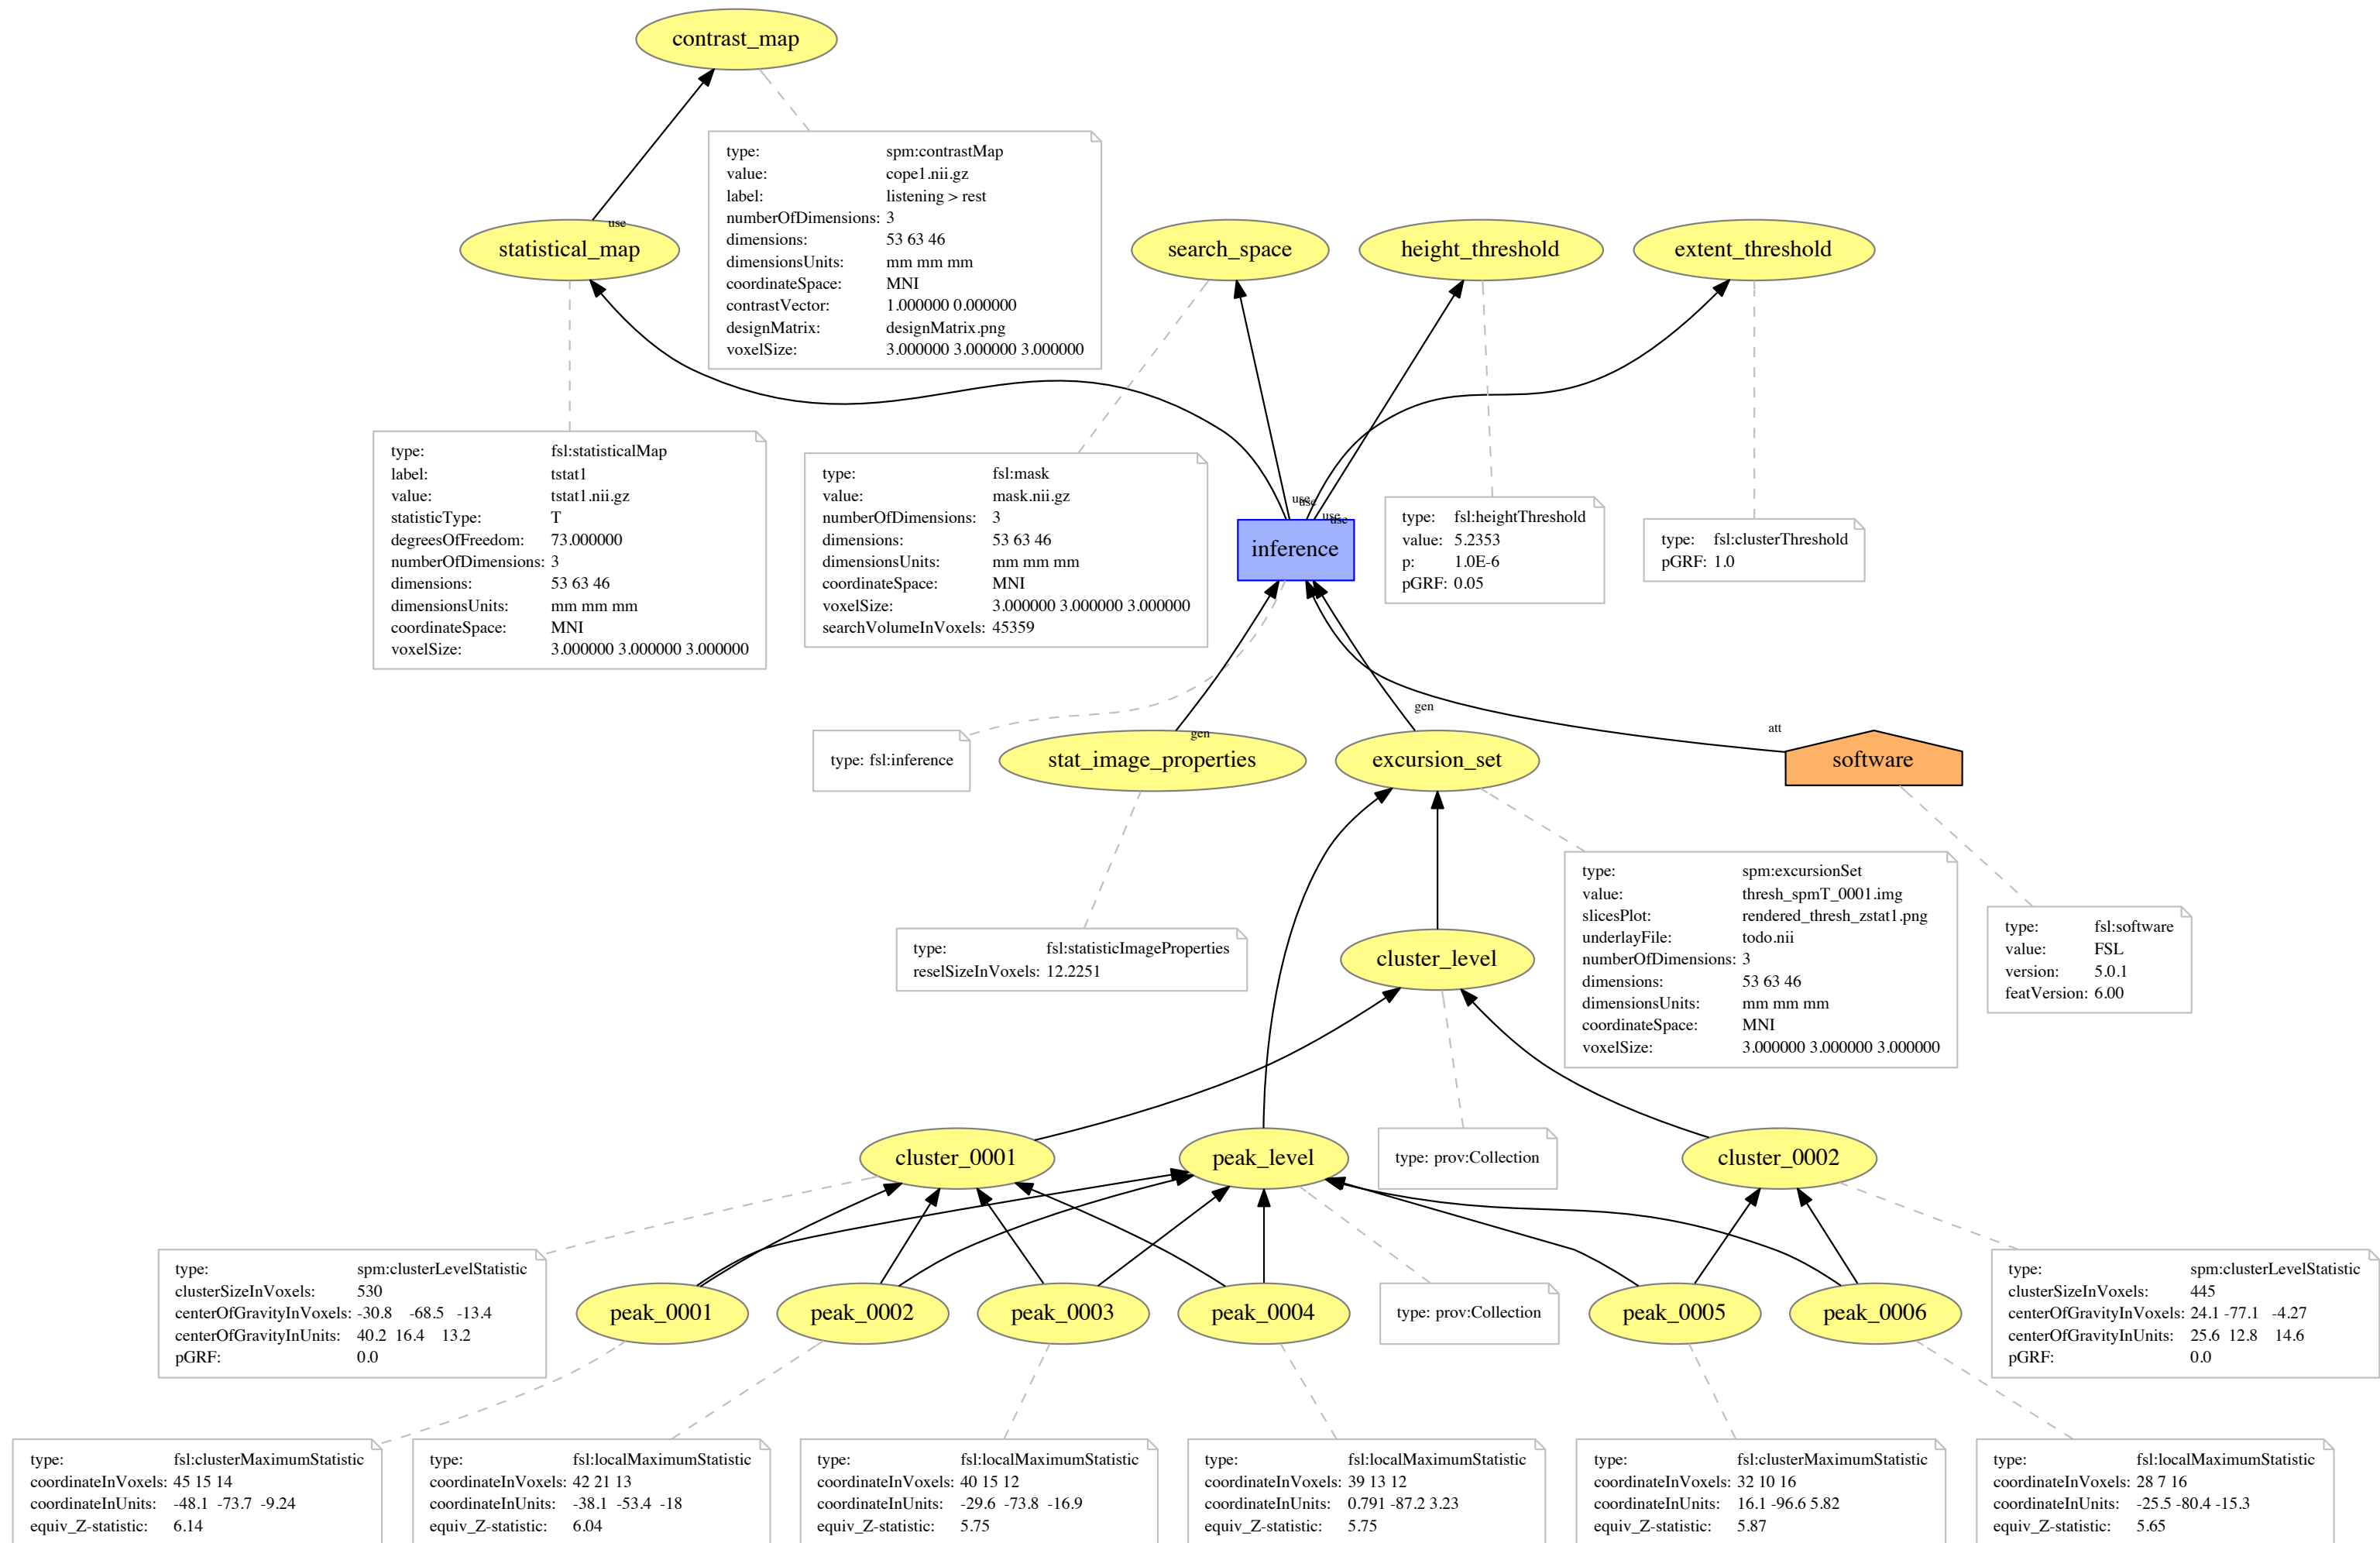 contrast_map
type: spm:contrastMap
value: cope1.nii.gz
label: listening > rest
numberOfDimensions: 3
dimensions: 53 63 46
dimensionsUnits: mm mm mm
coordinateSpace: MNI
contrastVector: 1.000000 0.000000
designMatrix: designMatrix.png
voxelSize: 3.000000 3.000000 3.000000
use
statistical_map
search_space
height_threshold
extent_threshold
type: fsl:statisticalMap
label: tstat1
value: tstat1.nii.gz
statisticType: T
degreesOfFreedom: 73.000000
numberOfDimensions: 3
dimensions: 53 63 46
dimensionsUnits: mm mm mm
coordinateSpace: MNI
voxelSize: 3.000000 3.000000 3.000000
type: fsl:mask
value: mask.nii.gz
numberOfDimensions: 3
dimensions: 53 63 46
dimensionsUnits: mm mm mm
coordinateSpace: MNI
voxelSize: 3.000000 3.000000 3.000000
searchVolumeInVoxels: 45359
use
use
use
use
inference
type: fsl:heightThreshold
value: 5.2353
p: 1.0E-6
pGRF: 0.05
type: fsl:clusterThreshold
pGRF: 1.0
gen
att
gen
type: fsl:inference
stat_image_properties
excursion_set
software
type: fsl:statisticImageProperties
reselSizeInVoxels: 12.2251
cluster_level
type: spm:excursionSet
value: thresh_spmT_0001.img
slicesPlot: rendered_thresh_zstat1.png
underlayFile: todo.nii
numberOfDimensions: 3
dimensions: 53 63 46
dimensionsUnits: mm mm mm
coordinateSpace: MNI
voxelSize: 3.000000 3.000000 3.000000
type: fsl:software
value: FSL
version: 5.0.1
featVersion: 6.00
cluster_0001
peak_level
type: prov:Collection
cluster_0002
type: spm:clusterLevelStatistic
clusterSizeInVoxels: 530
centerOfGravityInVoxels: -30.8 -68.5 -13.4
centerOfGravityInUnits: 40.2 16.4 13.2
pGRF: 0.0
peak_0001
peak_0002
peak_0003
peak_0004
type: prov:Collection
peak_0005
peak_0006
type: spm:clusterLevelStatistic
clusterSizeInVoxels: 445
centerOfGravityInVoxels: 24.1 -77.1 -4.27
centerOfGravityInUnits: 25.6 12.8 14.6
pGRF: 0.0
type: fsl:clusterMaximumStatistic
coordinateInVoxels: 45 15 14
coordinateInUnits: -48.1 -73.7 -9.24
equiv_Z-statistic: 6.14
type: fsl:localMaximumStatistic
coordinateInVoxels: 42 21 13
coordinateInUnits: -38.1 -53.4 -18
equiv_Z-statistic: 6.04
type: fsl:localMaximumStatistic
coordinateInVoxels: 40 15 12
coordinateInUnits: -29.6 -73.8 -16.9
equiv_Z-statistic: 5.75
type: fsl:localMaximumStatistic
coordinateInVoxels: 39 13 12
coordinateInUnits: 0.791 -87.2 3.23
equiv_Z-statistic: 5.75
type: fsl:clusterMaximumStatistic
coordinateInVoxels: 32 10 16
coordinateInUnits: 16.1 -96.6 5.82
equiv_Z-statistic: 5.87
type: fsl:localMaximumStatistic
coordinateInVoxels: 28 7 16
coordinateInUnits: -25.5 -80.4 -15.3
equiv_Z-statistic: 5.65